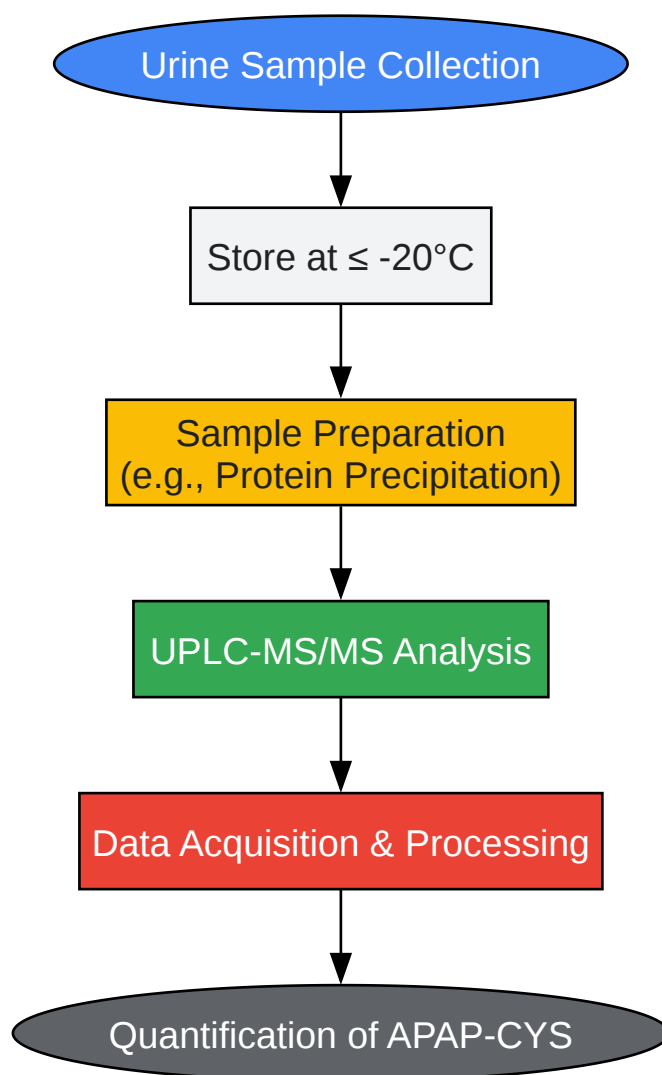 Urine Sample Collection
Store at ≤ -20°C
Sample Preparation
(e.g., Protein Precipitation)
UPLC-MS/MS Analysis
Data Acquisition & Processing
Quantification of APAP-CYS